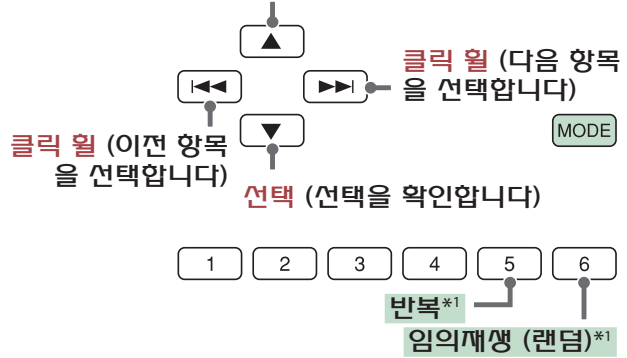 클릭 휠 (다음 항목
을 선택합니다)
MODE
클릭 휠 (이전 항목
을 선택합니다)
선택 (선택을 확인합니다)
1 2 3 4 5 6
반복*1
임의재생 (랜덤)*1